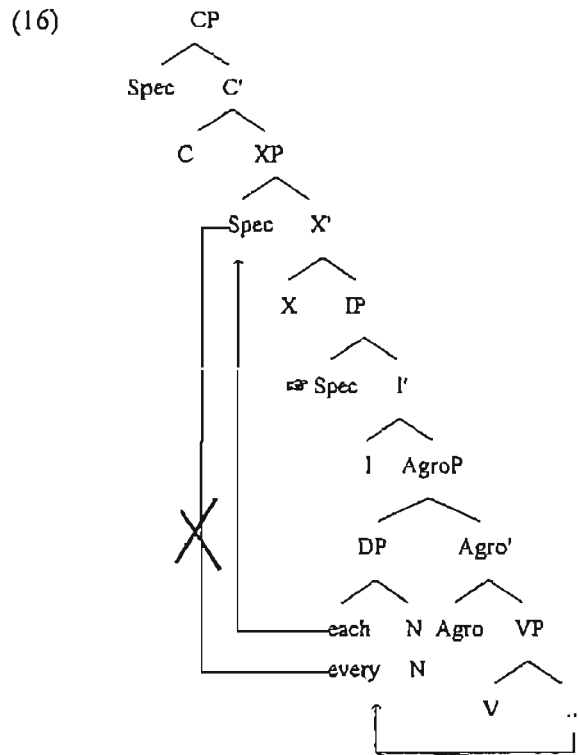 (16) CP
Spec C'
C XP
Spec X'
X IP
☞ Spec I'
I AgroP
DP Agro'
each N Agro VP
every N
V ..